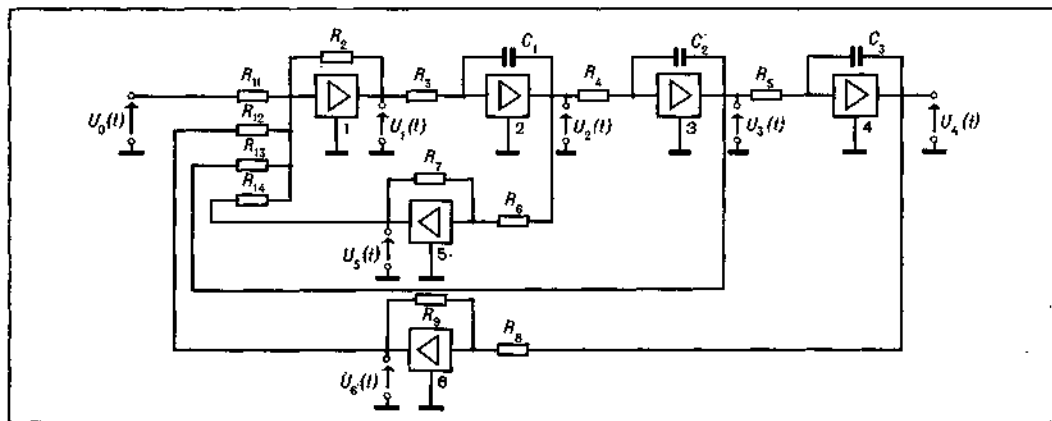 R₂
C₁
C₂
C₃
R₁₁
R₃
R₄
R₅
U₀(t)
1
U₁(t)
2
U₂(t)
3
U₃(t)
4
U₄(t)
R₁₂
R₁₃
R₁₄
R₇
R₆
U₅(t)
5
R₉
R₈
U₆(t)
6